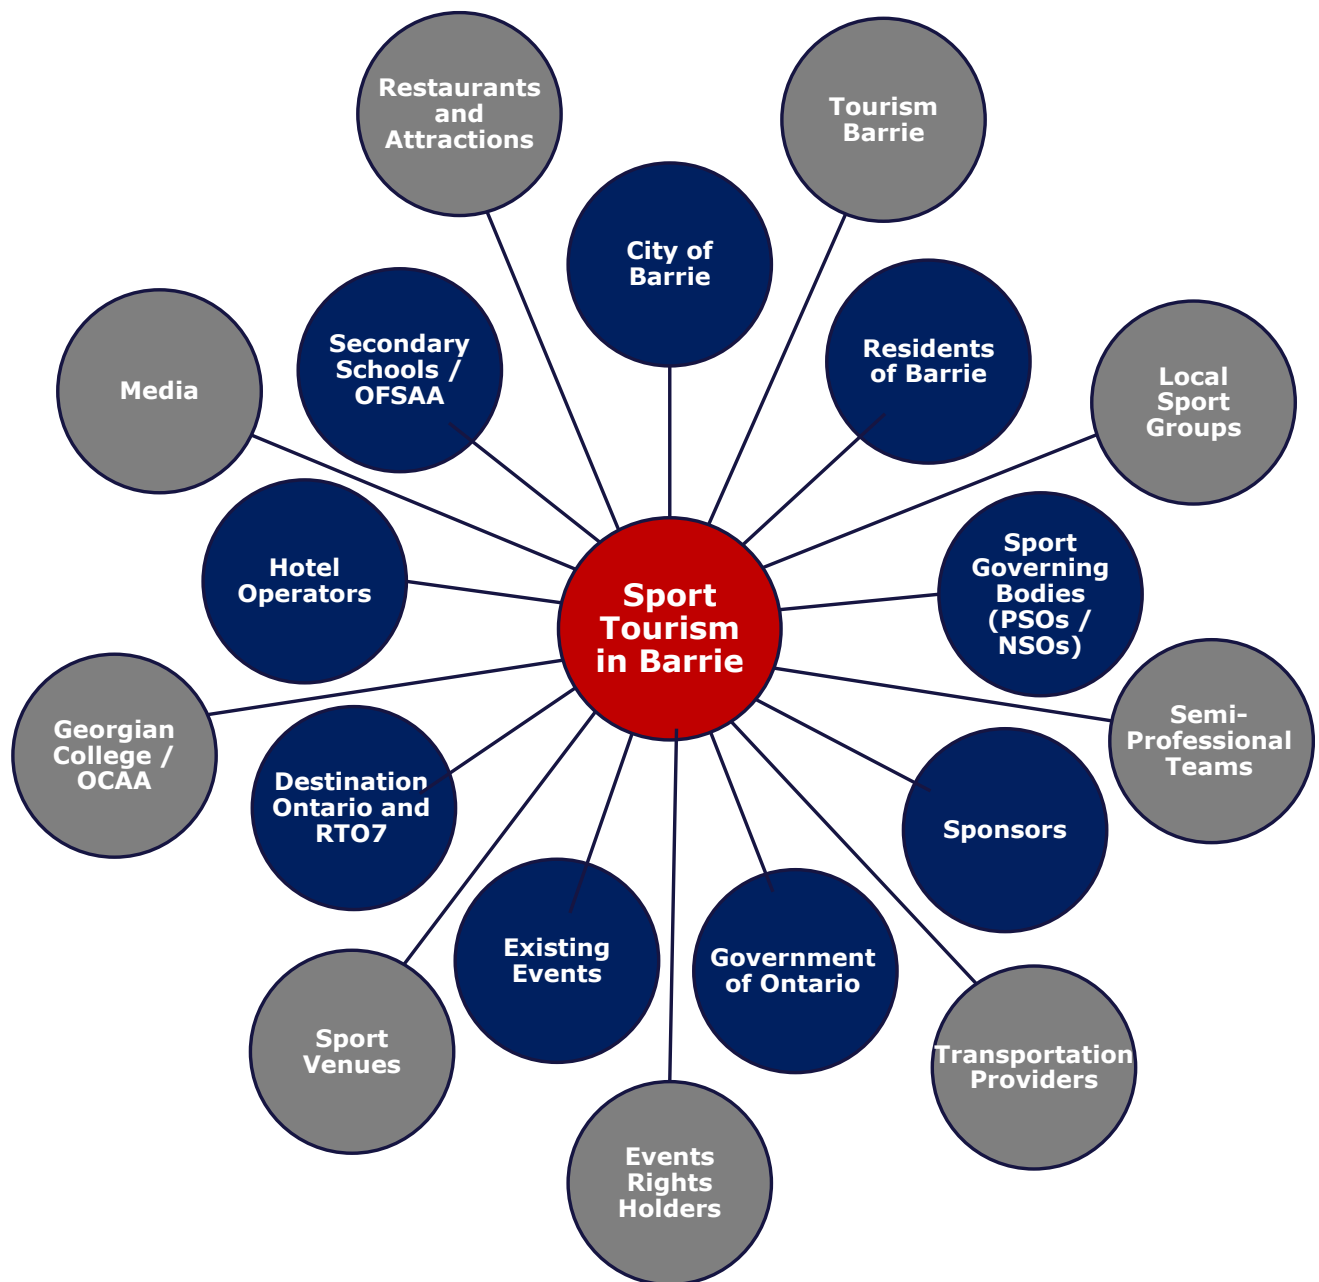 Restaurants
and
Attractions
Tourism
Barrie
City of
Barrie
Secondary
Schools /
OFSAA
Residents
of Barrie
Media
Local
Sport
Groups
Hotel
Operators
Sport
Governing
Bodies
(PSOs /
NSOs)
Sport
Tourism
in Barrie
Georgian
College /
OCAA
Semi-
Professional
Teams
Destination
Ontario and
RTO7
Sponsors
Existing
Events
Government
of Ontario
Sport
Venues
Transportation
Providers
Events
Rights
Holders